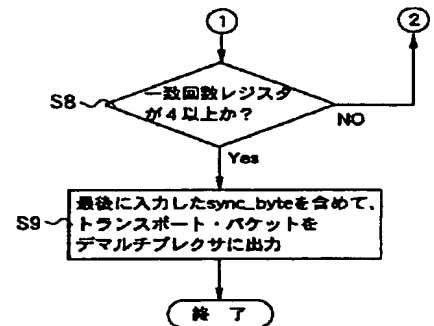 ①
②
S8
一致回数レジスタ
が4以上か?
NO
Yes
S9
最後に入力したsync_byteを含めて、
トランスポート・パケットを
デマルチプレクサに出力
終 了